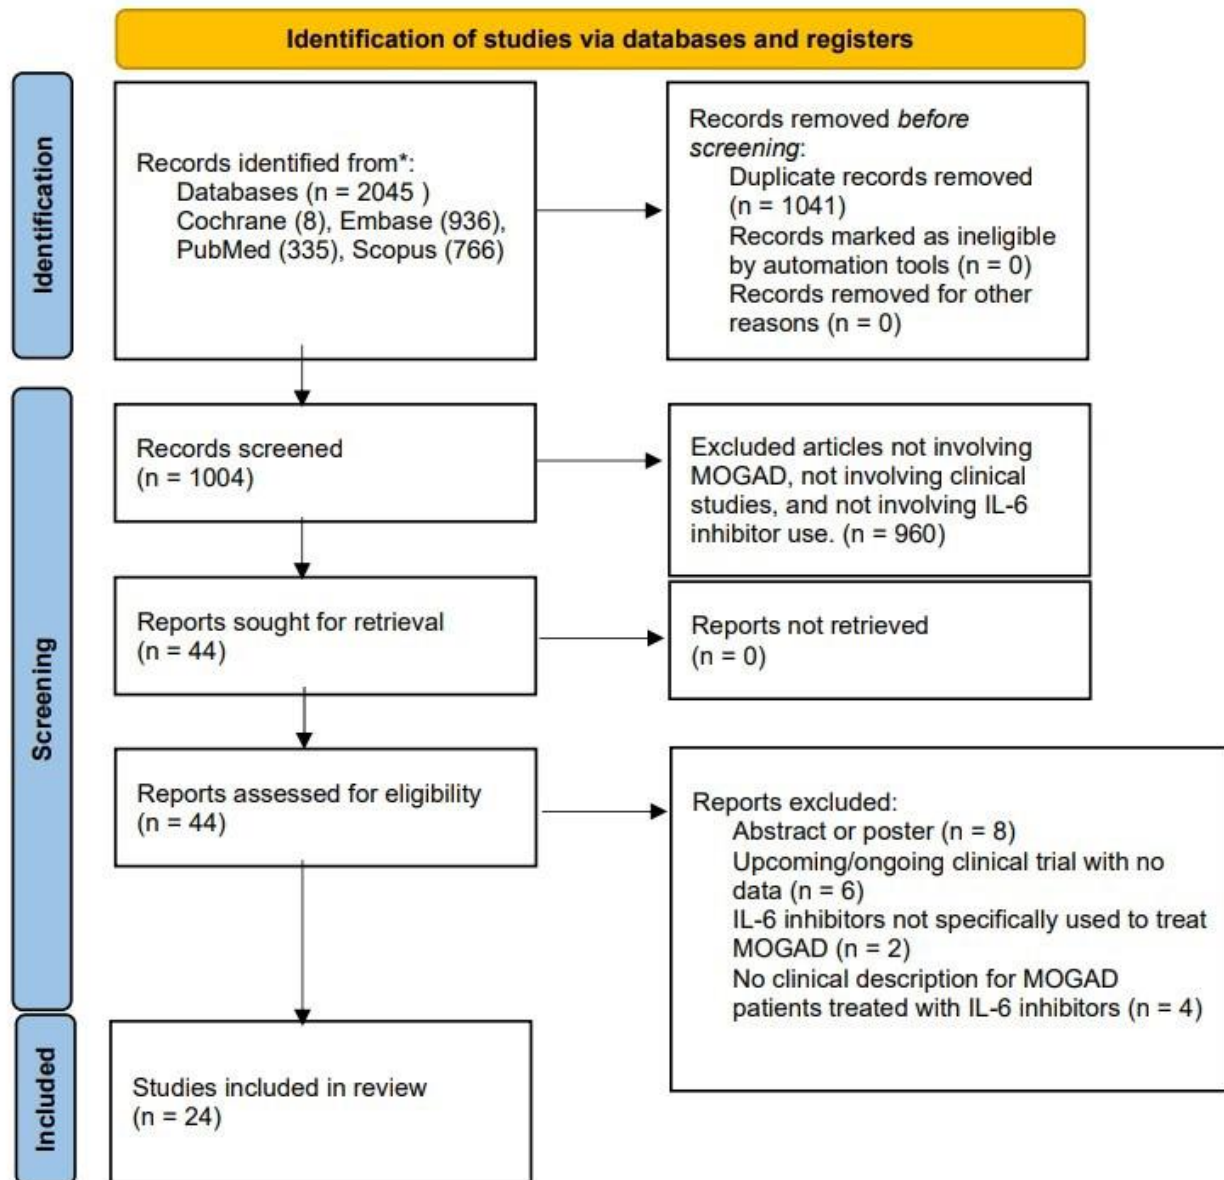 Identification of studies via databases and registers
Identification
Records identified from*:
Databases (n = 2045 )
Cochrane (8), Embase (936),
PubMed (335), Scopus (766)
Records removed before
screening:
Duplicate records removed
(n = 1041)
Records marked as ineligible
by automation tools (n = 0)
Records removed for other
reasons (n = 0)
Screening
Records screened
(n = 1004)
Excluded articles not involving
MOGAD, not involving clinical
studies, and not involving IL-6
inhibitor use. (n = 960)
Reports sought for retrieval
(n = 44)
Reports not retrieved
(n = 0)
Reports assessed for eligibility
(n = 44)
Reports excluded:
Abstract or poster (n = 8)
Upcoming/ongoing clinical trial with no
data (n = 6)
IL-6 inhibitors not specifically used to treat
MOGAD (n = 2)
No clinical description for MOGAD
patients treated with IL-6 inhibitors (n = 4)
Included
Studies included in review
(n = 24)